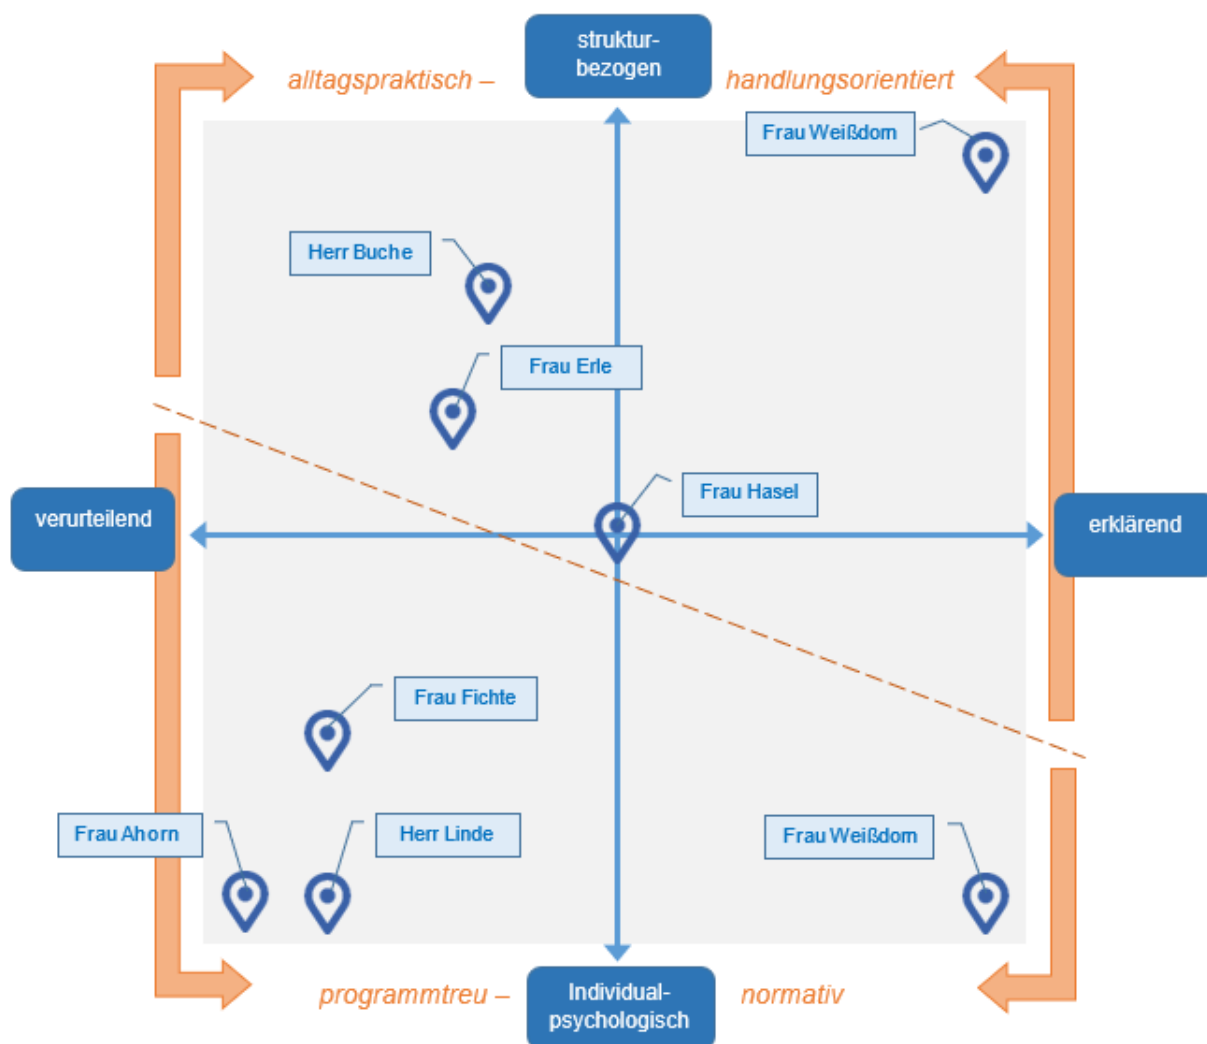 struktur-
bezogen
alltagspraktisch –
handlungsorientiert
Frau Weißdorn
Herr Buche
Frau Erle
Frau Hasel
verurteilend
erklärend
Frau Fichte
Frau Ahorn
Herr Linde
Frau Weißdorn
programmtreu –
Individual-
psychologisch
normativ